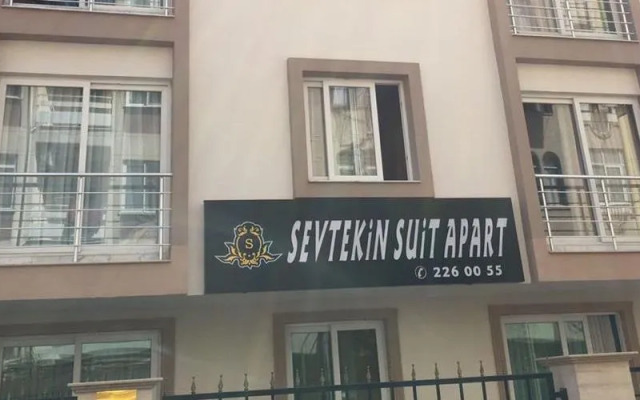 S
SEVTEKİN SUİT APART
226 00 55